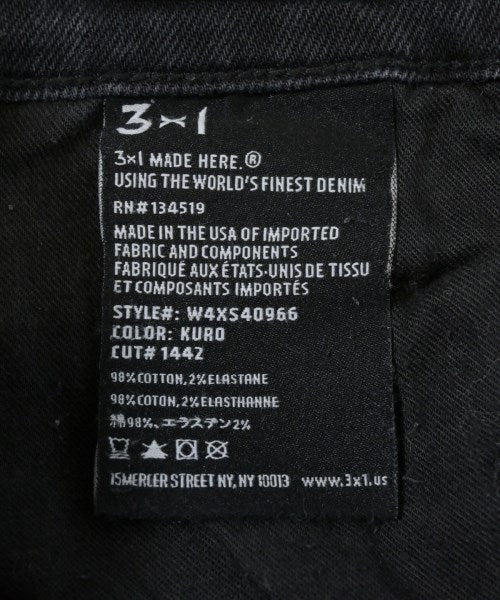 3×1
3×1 MADE HERE.®
USING THE WORLD'S FINEST DENIM
RN#134519
MADE IN THE USA OF IMPORTED
FABRIC AND COMPONENTS
FABRIQUÉ AUX ÉTATS-UNIS DE TISSU
ET COMPOSANTS IMPORTÉS
STYLE#: W4XS40966
COLOR: KURO
CUT# 1442
98%COTTON, 2%ELASTANE
98%COTON, 2%ELASTHANNE
綿98%、エラステン2%
15MERCER STREET NY, NY 10013 www.3x1.us